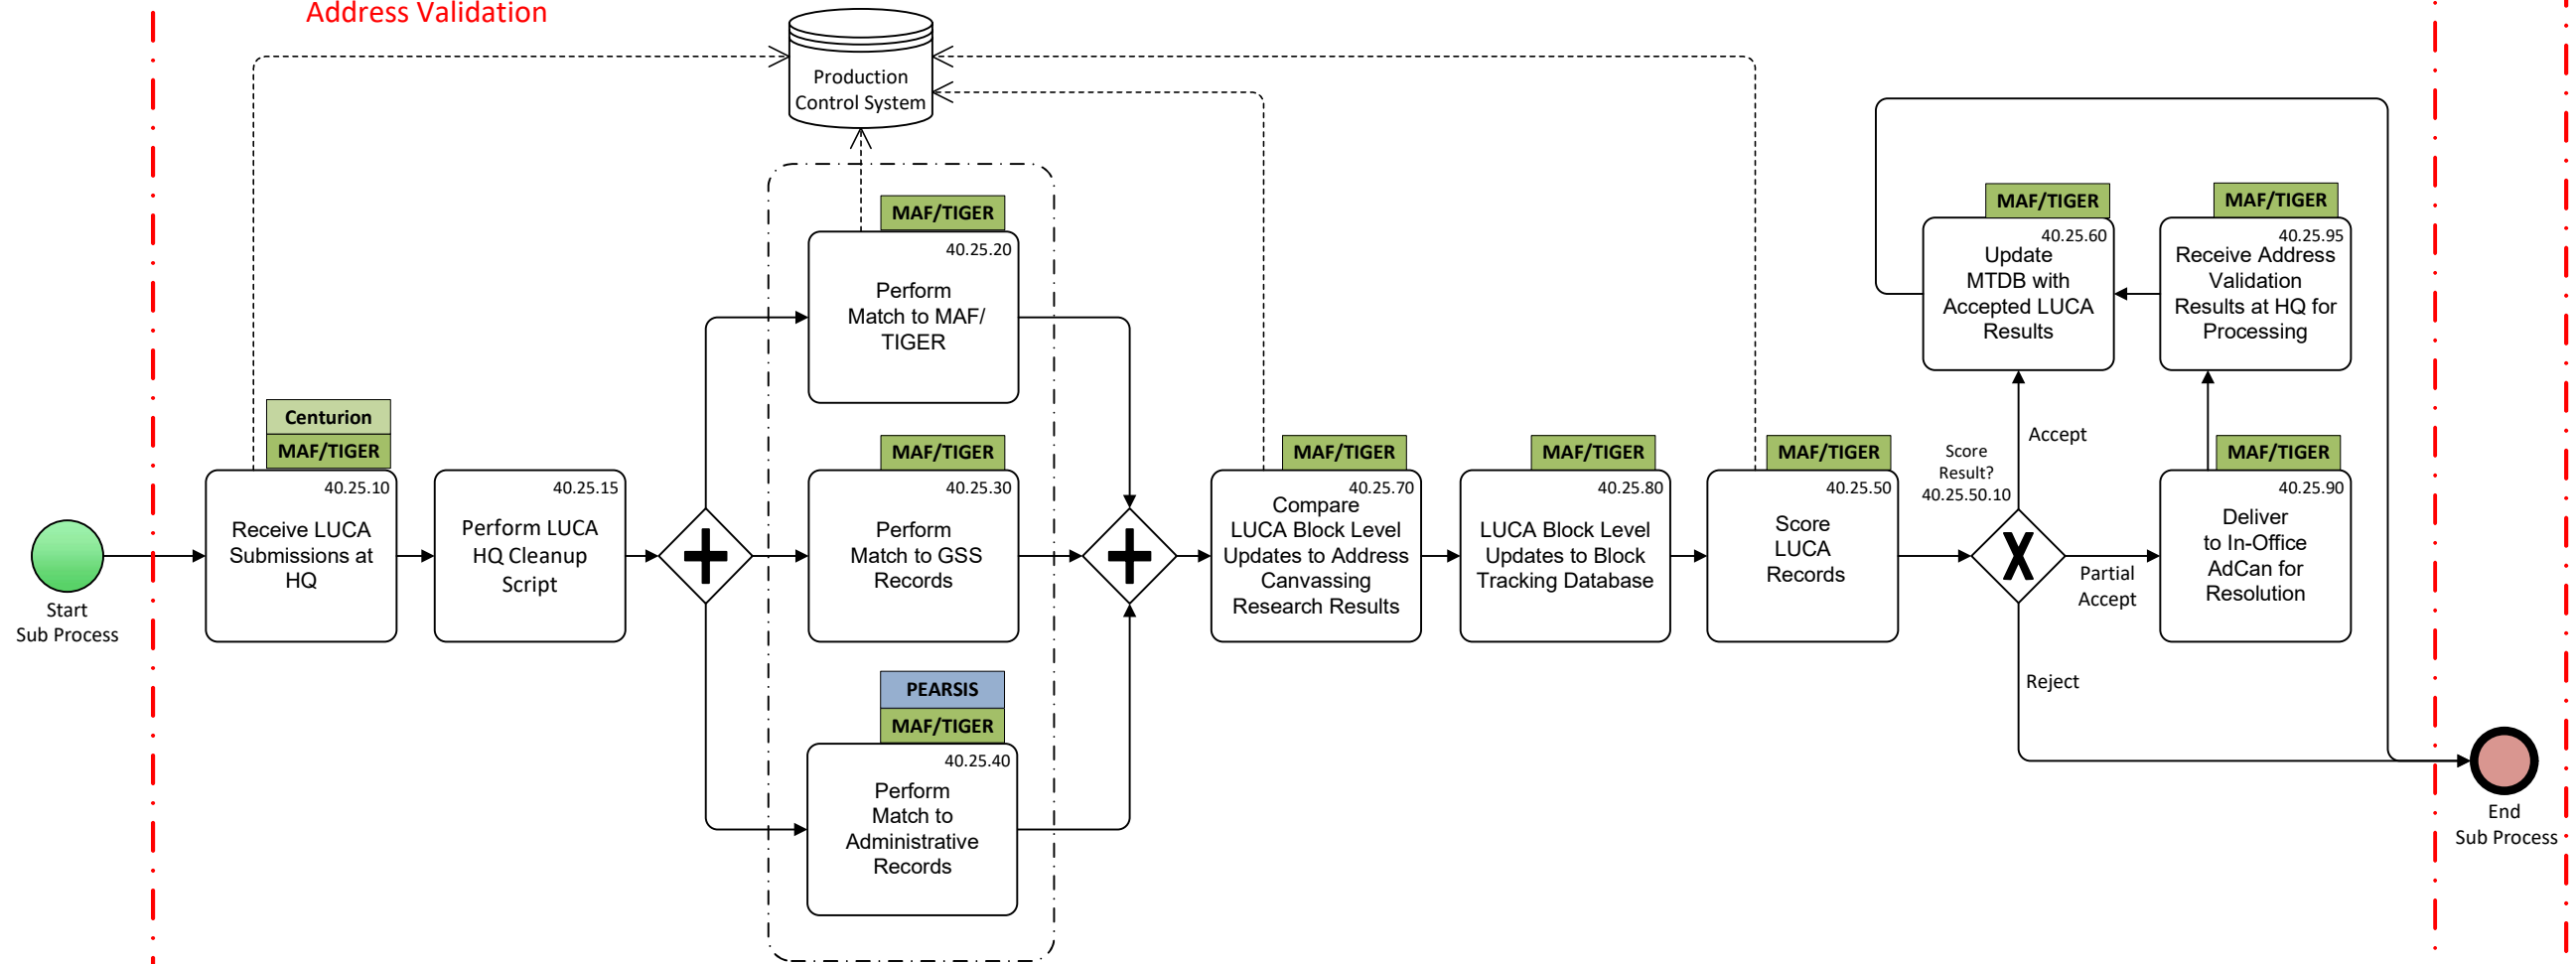 Address Validation
Production
Control System
Start
Sub Process
Centurion
MAF/TIGER
40.25.10
Receive LUCA
Submissions at
HQ
40.25.15
Perform LUCA
HQ Cleanup
Script
MAF/TIGER
40.25.20
Perform
Match to MAF/
TIGER
MAF/TIGER
40.25.30
Perform
Match to GSS
Records
PEARSIS
MAF/TIGER
40.25.40
Perform
Match to
Administrative
Records
MAF/TIGER
40.25.70
Compare
LUCA Block Level
Updates to Address
Canvassing
Research Results
MAF/TIGER
40.25.80
LUCA Block Level
Updates to Block
Tracking Database
MAF/TIGER
40.25.50
Score
LUCA
Records
Score
Result?
40.25.50.10
Accept
Partial
Accept
Reject
MAF/TIGER
40.25.60
Update
MTDB with
Accepted LUCA
Results
MAF/TIGER
40.25.95
Receive Address
Validation
Results at HQ for
Processing
MAF/TIGER
40.25.90
Deliver
to In-Office
AdCan for
Resolution
End
Sub Process